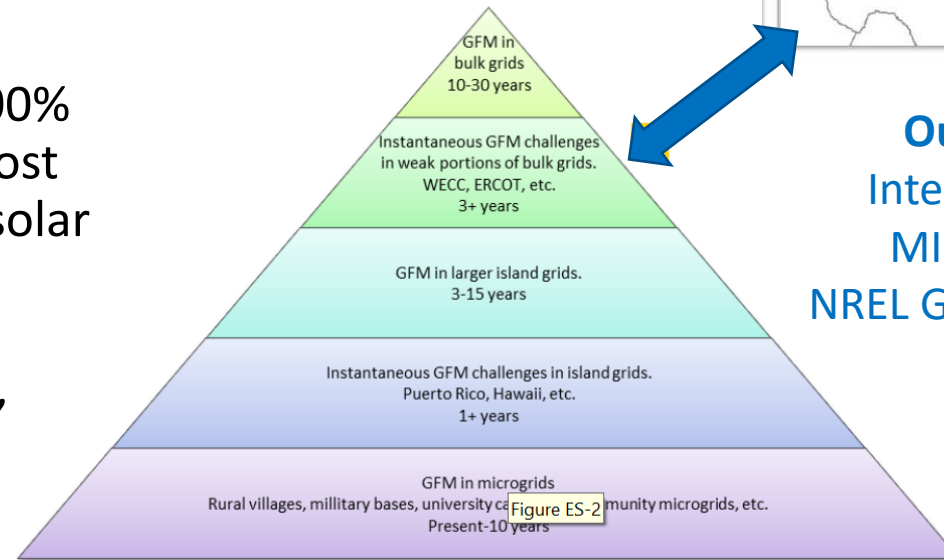 GFM in
bulk grids
10-30 years
Instantaneous GFM challenges
in weak portions of bulk grids.
WECC, ERCOT, etc.
3+ years
GFM in larger island grids.
3-15 years
Instantaneous GFM challenges in island grids.
Puerto Rico, Hawaii, etc.
1+ years
GFM in microgrids
Rural villages, millitary bases, university ca Figure ES-2 munity microgrids, etc.
Present-10 years
00%
ost
solar
,
Ou
Inte
MI
NREL G